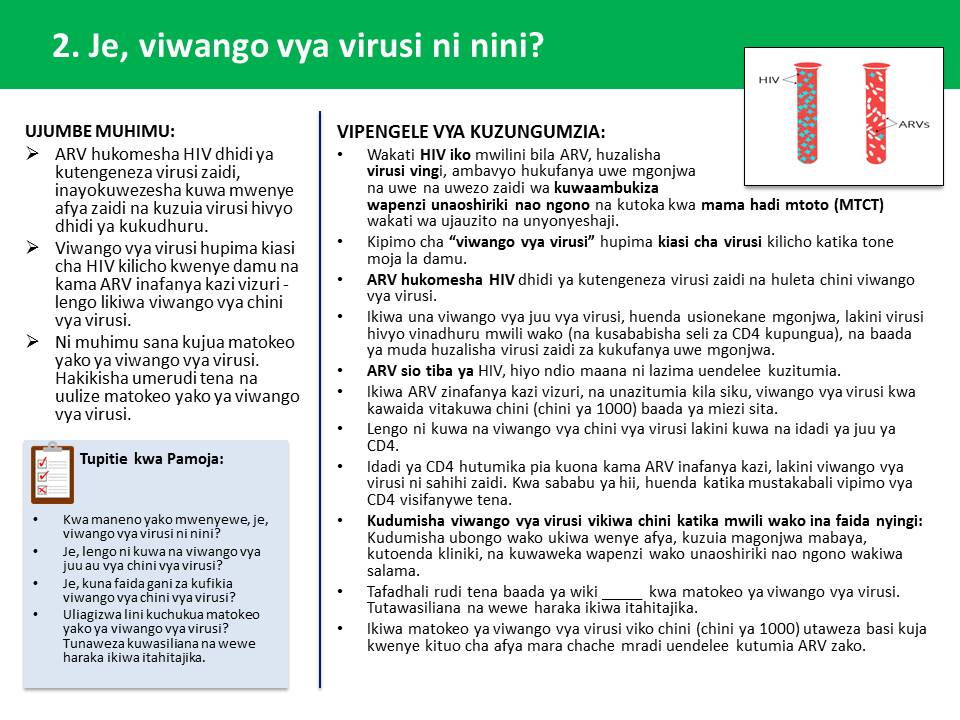 2. Je, viwango vya virusi ni nini?
HIV
ARVs
UJUMBE MUHIMU:
➢ ARV hukomesha HIV dhidi ya
kutengeneza virusi zaidi,
inayokuwezesha kuwa mwenye
afya zaidi na kuzuia virusi hivyo
dhidi ya kukudhuru.
➢ Viwango vya virusi hupima kiasi
cha HIV kilicho kwenye damu na
kama ARV inafanya kazi vizuri -
lengo likiwa viwango vya chini
vya virusi.
➢ Ni muhimu sana kujua matokeo
yako ya viwango vya virusi.
Hakikisha umerudi tena na
uulize matokeo yako ya viwango
vya virusi.
Tupitie kwa Pamoja:
• Kwa maneno yako mwenyewe, je,
viwango vya virusi ni nini?
• Je, lengo ni kuwa na viwango vya
juu au vya chini vya virusi?
• Je, kuna faida gani za kufikia
viwango vya chini vya virusi?
• Uliagizwa lini kuchukua matokeo
yako ya viwango vya virusi?
Tunaweza kuwasiliana na wewe
haraka ikiwa itahitajika.
VIPENGELE VYA KUZUNGUMZIA:
• Wakati HIV iko mwilini bila ARV, huzalisha
virusi vingi, ambavyo hukufanya uwe mgonjwa
na uwe na uwezo zaidi wa kuwaambukiza
wapenzi unaoshiriki nao ngono na kutoka kwa mama hadi mtoto (MTCT)
wakati wa ujauzito na unyonyeshaji.
• Kipimo cha “viwango vya virusi” hupima kiasi cha virusi kilicho katika tone
moja la damu.
• ARV hukomesha HIV dhidi ya kutengeneza virusi zaidi na huleta chini viwango
vya virusi.
• Ikiwa una viwango vya juu vya virusi, huenda usionekane mgonjwa, lakini virusi
hivyo vinadhuru mwili wako (na kusababisha seli za CD4 kupungua), na baada
ya muda huzalisha virusi zaidi za kukufanya uwe mgonjwa.
• ARV sio tiba ya HIV, hiyo ndio maana ni lazima uendelee kuzitumia.
• Ikiwa ARV zinafanya kazi vizuri, na unazitumia kila siku, viwango vya virusi kwa
kawaida vitakuwa chini (chini ya 1000) baada ya miezi sita.
• Lengo ni kuwa na viwango vya chini vya virusi lakini kuwa na idadi ya juu ya
CD4.
• Idadi ya CD4 hutumika pia kuona kama ARV inafanya kazi, lakini viwango vya
virusi ni sahihi zaidi. Kwa sababu ya hii, huenda katika mustakabali vipimo vya
CD4 visifanywe tena.
• Kudumisha viwango vya virusi vikiwa chini katika mwili wako ina faida nyingi:
Kudumisha ubongo wako ukiwa wenye afya, kuzuia magonjwa mabaya,
kutoenda kliniki, na kuwaweka wapenzi wako unaoshiriki nao ngono wakiwa
salama.
• Tafadhali rudi tena baada ya wiki _____ kwa matokeo ya viwango vya virusi.
Tutawasiliana na wewe haraka ikiwa itahitajika.
• Ikiwa matokeo ya viwango vya virusi viko chini (chini ya 1000) utaweza basi kuja
kwenye kituo cha afya mara chache mradi uendelee kutumia ARV zako.